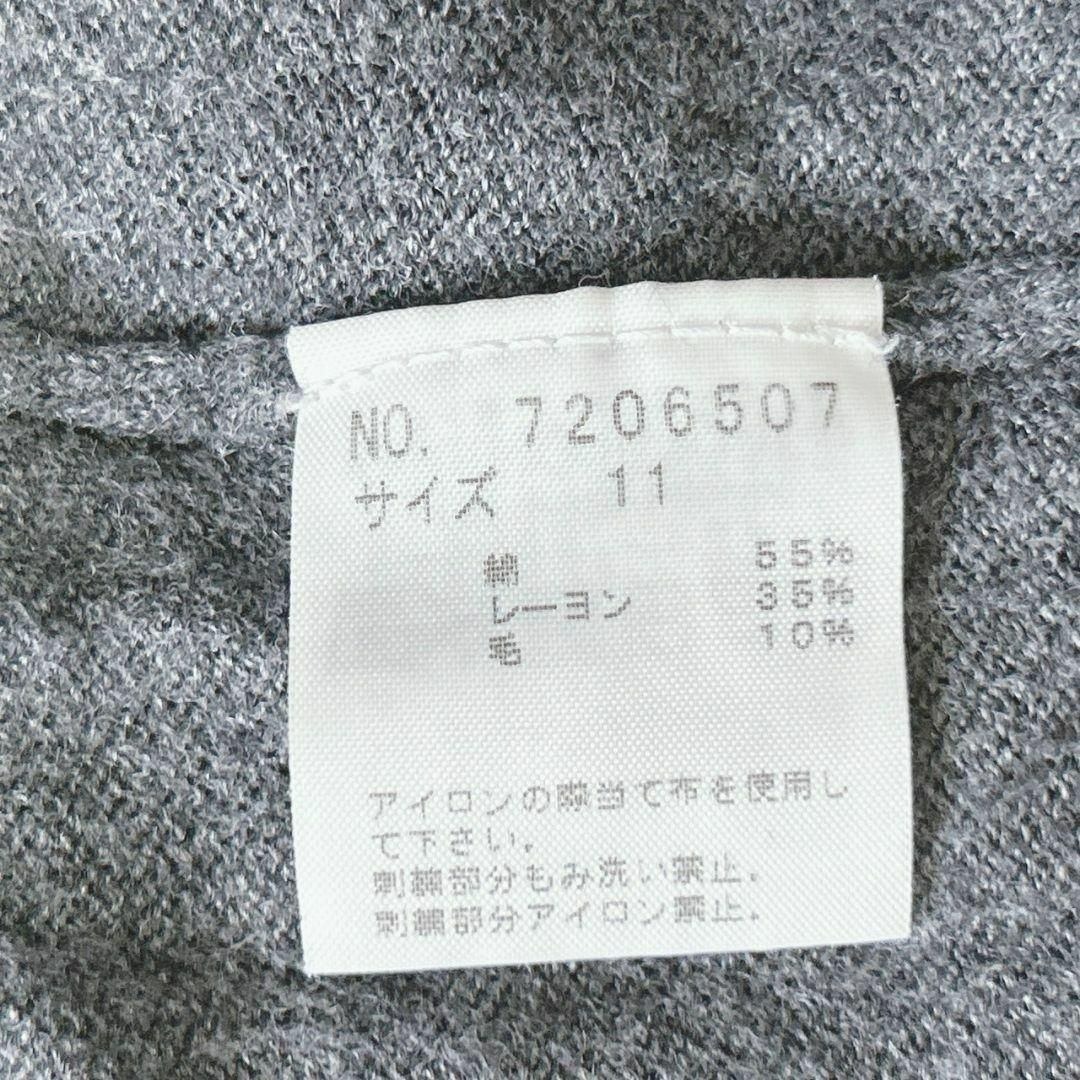 NO. 7206507
サイズ 11
綿 55%
レーヨン 35%
毛 10%
アイロンの際当て布を使用し
て下さい。
刺繍部分もみ洗い禁止。
刺繍部分アイロン禁止。